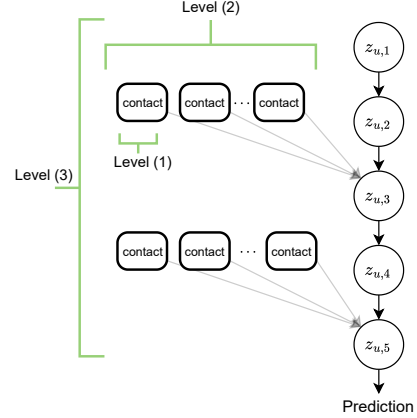 Level (2)
z_{u,1}
contact contact ... contact
z_{u,2}
Level (1)
Level (3)
z_{u,3}
contact contact ... contact
z_{u,4}
z_{u,5}
Prediction